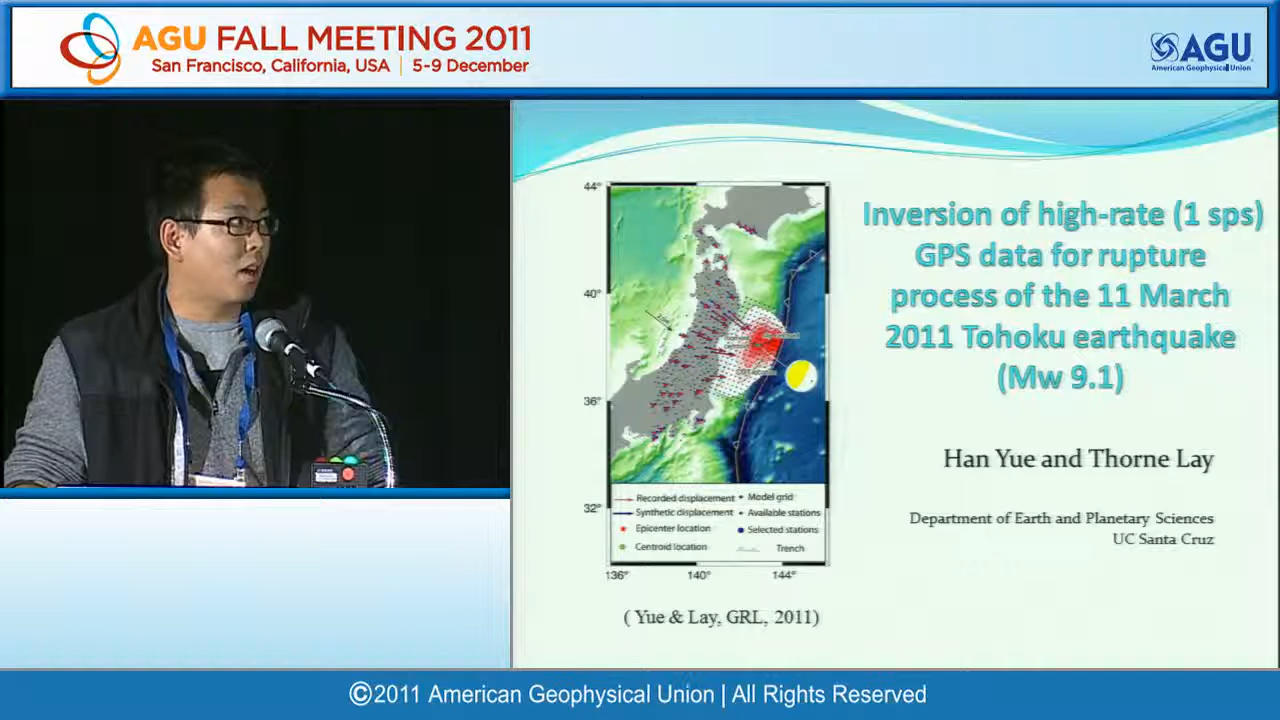 AGU FALL MEETING 2011
San Francisco, California, USA | 5-9 December
AGU
American Geophysical Union
44°
40°
36°
32°
136°
140°
144°
Recorded displacement
Model grid
Synthetic displacement
Available stations
Epicenter location
Selected stations
Centroid location
Trench
( Yue & Lay, GRL, 2011)
Inversion of high-rate (1 sps)
GPS data for rupture
process of the 11 March
2011 Tohoku earthquake
(Mw 9.1)
Han Yue and Thorne Lay
Department of Earth and Planetary Sciences
UC Santa Cruz
©2011 American Geophysical Union | All Rights Reserved